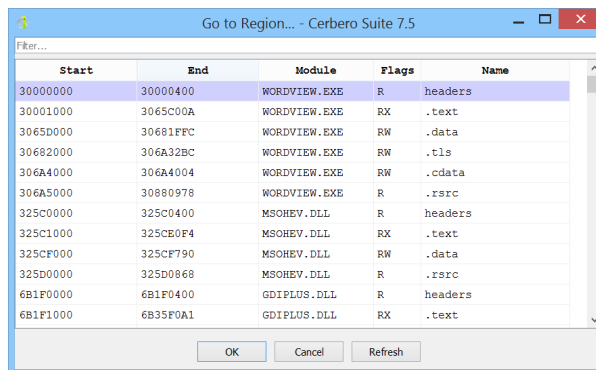 Go to Region... - Cerbero Suite 7.5
Filter...
Start End Module Flags Name
30000000 30000400 WORDVIEW.EXE R headers
30001000 3065C00A WORDVIEW.EXE RX .text
3065D000 30681FFC WORDVIEW.EXE RW .data
30682000 306A32BC WORDVIEW.EXE RW .tls
306A4000 306A4004 WORDVIEW.EXE RW .cdata
306A5000 30880978 WORDVIEW.EXE R .rsrc
325C0000 325C0400 MSOHEV.DLL R headers
325C1000 325CE0F4 MSOHEV.DLL RX .text
325CF000 325CF790 MSOHEV.DLL RW .data
325D0000 325D0868 MSOHEV.DLL R .rsrc
6B1F0000 6B1F0400 GDIPLUS.DLL R headers
6B1F1000 6B35F0A1 GDIPLUS.DLL RX .text
OK Cancel Refresh